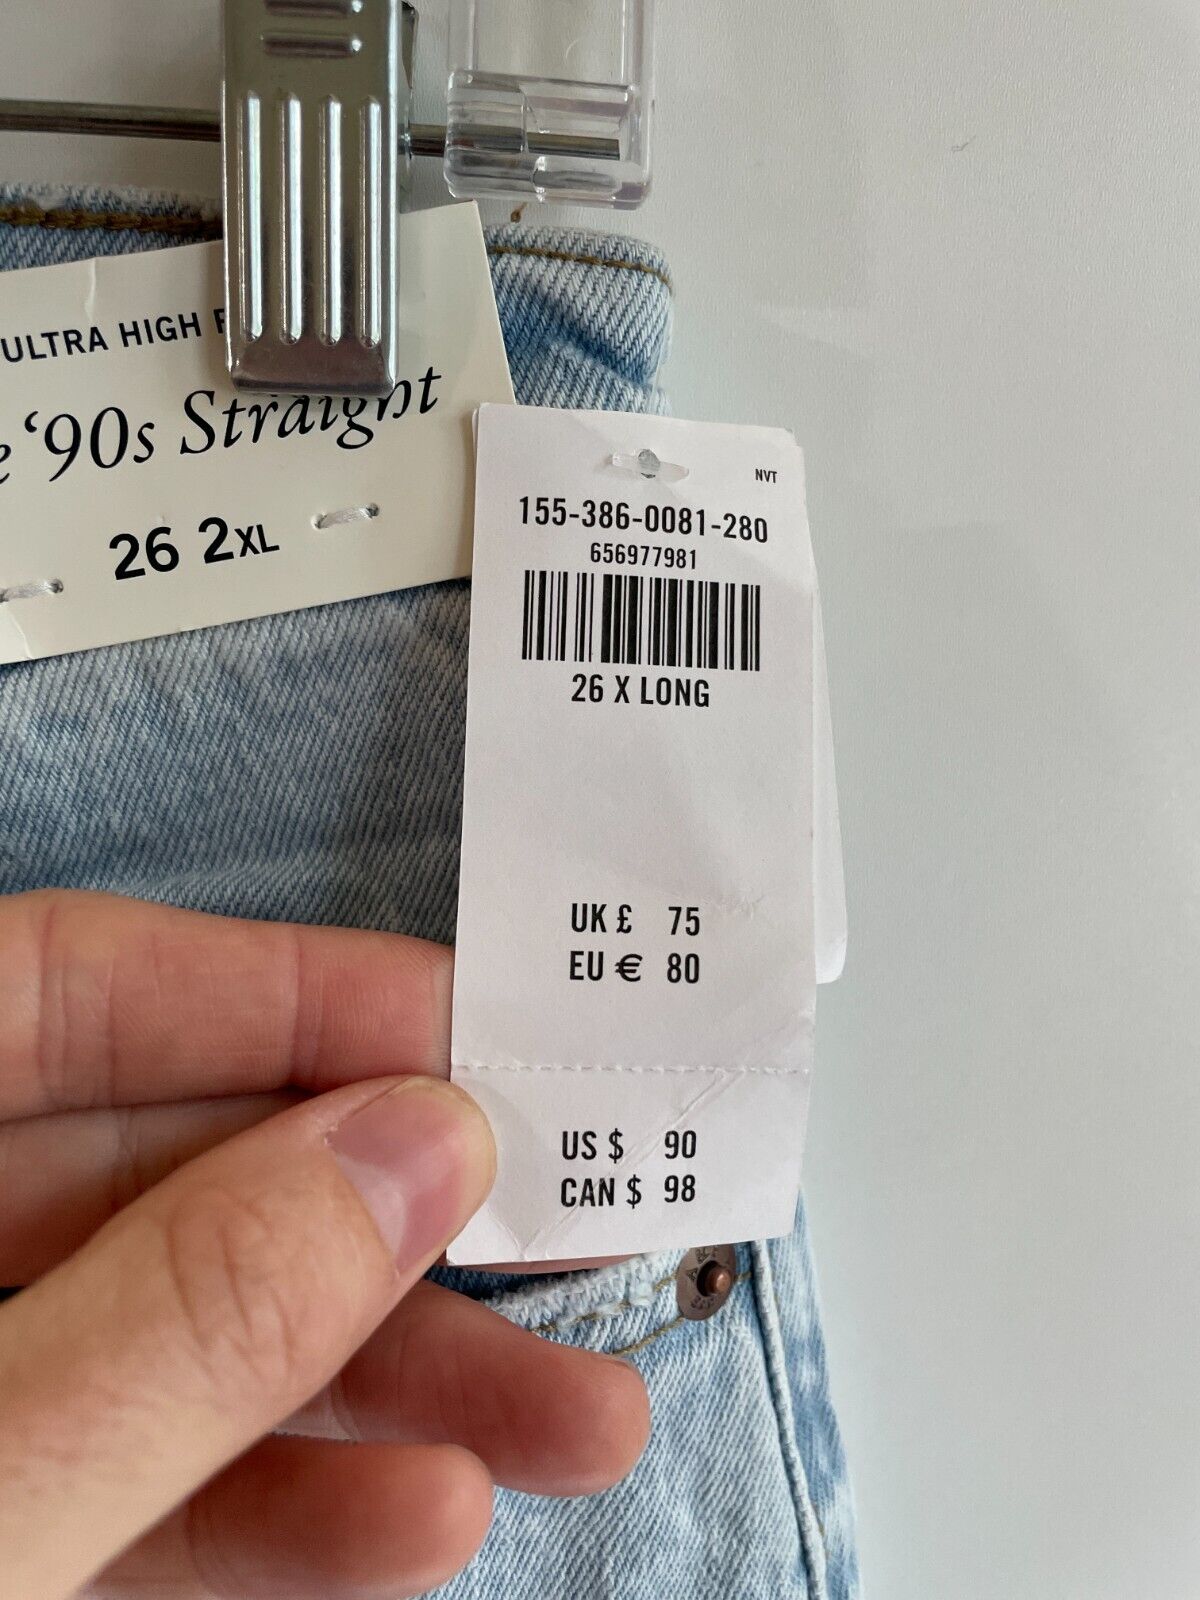 ULTRA HIGH
‘90s Straight
26 2XL
NVT
155-386-0081-280
656977981
26 X LONG
UK £ 75
EU € 80
US $ 90
CAN $ 98